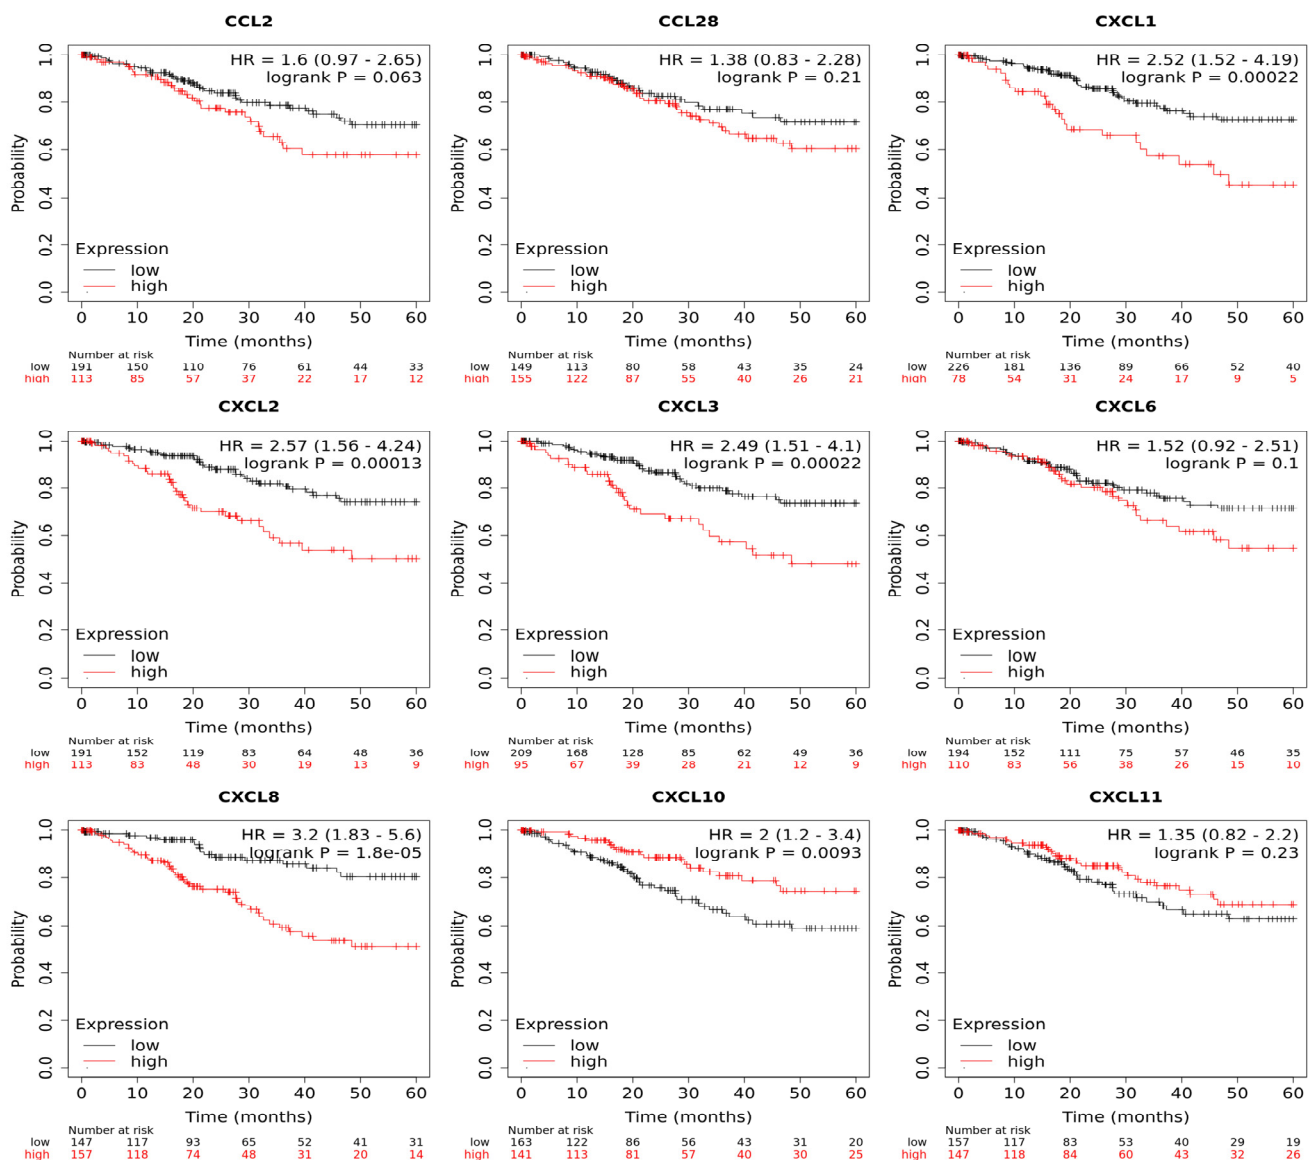 CCL2
HR = 1.6 (0.97 - 2.65)
logrank P = 0.063
Probability
1.0
0.8
0.6
0.4
0.2
0.0
Expression
low
high
0 10 20 30 40 50 60
Time (months)
Number at risk
low 191 150 110 76 61 44 33
high 113 85 57 37 22 17 12
CCL28
HR = 1.38 (0.83 - 2.28)
logrank P = 0.21
Probability
1.0
0.8
0.6
0.4
0.2
0.0
Expression
low
high
0 10 20 30 40 50 60
Time (months)
Number at risk
low 149 113 80 58 43 35 24
high 155 122 87 55 40 26 21
CXCL1
HR = 2.52 (1.52 - 4.19)
logrank P = 0.00022
Probability
1.0
0.8
0.6
0.4
0.2
0.0
Expression
low
high
0 10 20 30 40 50 60
Time (months)
Number at risk
low 226 181 136 89 66 52 40
high 78 54 31 24 17 9 5
CXCL2
HR = 2.57 (1.56 - 4.24)
logrank P = 0.00013
Probability
1.0
0.8
0.6
0.4
0.2
0.0
Expression
low
high
0 10 20 30 40 50 60
Time (months)
Number at risk
low 191 152 119 83 64 48 36
high 113 83 48 30 19 13 9
CXCL3
HR = 2.49 (1.51 - 4.1)
logrank P = 0.00022
Probability
1.0
0.8
0.6
0.4
0.2
0.0
Expression
low
high
0 10 20 30 40 50 60
Time (months)
Number at risk
low 209 168 128 85 62 49 36
high 95 67 39 28 21 12 9
CXCL6
HR = 1.52 (0.92 - 2.51)
logrank P = 0.1
Probability
1.0
0.8
0.6
0.4
0.2
0.0
Expression
low
high
0 10 20 30 40 50 60
Time (months)
Number at risk
low 194 152 111 75 57 46 35
high 110 83 56 38 26 15 10
CXCL8
HR = 3.2 (1.83 - 5.6)
logrank P = 1.8e-05
Probability
1.0
0.8
0.6
0.4
0.2
0.0
Expression
low
high
0 10 20 30 40 50 60
Time (months)
Number at risk
low 147 117 93 65 52 41 31
high 157 118 74 48 31 20 14
CXCL10
HR = 2 (1.2 - 3.4)
logrank P = 0.0093
Probability
1.0
0.8
0.6
0.4
0.2
0.0
Expression
low
high
0 10 20 30 40 50 60
Time (months)
Number at risk
low 163 122 86 56 43 31 20
high 141 113 81 57 40 30 25
CXCL11
HR = 1.35 (0.82 - 2.2)
logrank P = 0.23
Probability
1.0
0.8
0.6
0.4
0.2
0.0
Expression
low
high
0 10 20 30 40 50 60
Time (months)
Number at risk
low 157 117 83 53 40 29 19
high 147 118 84 60 43 32 26